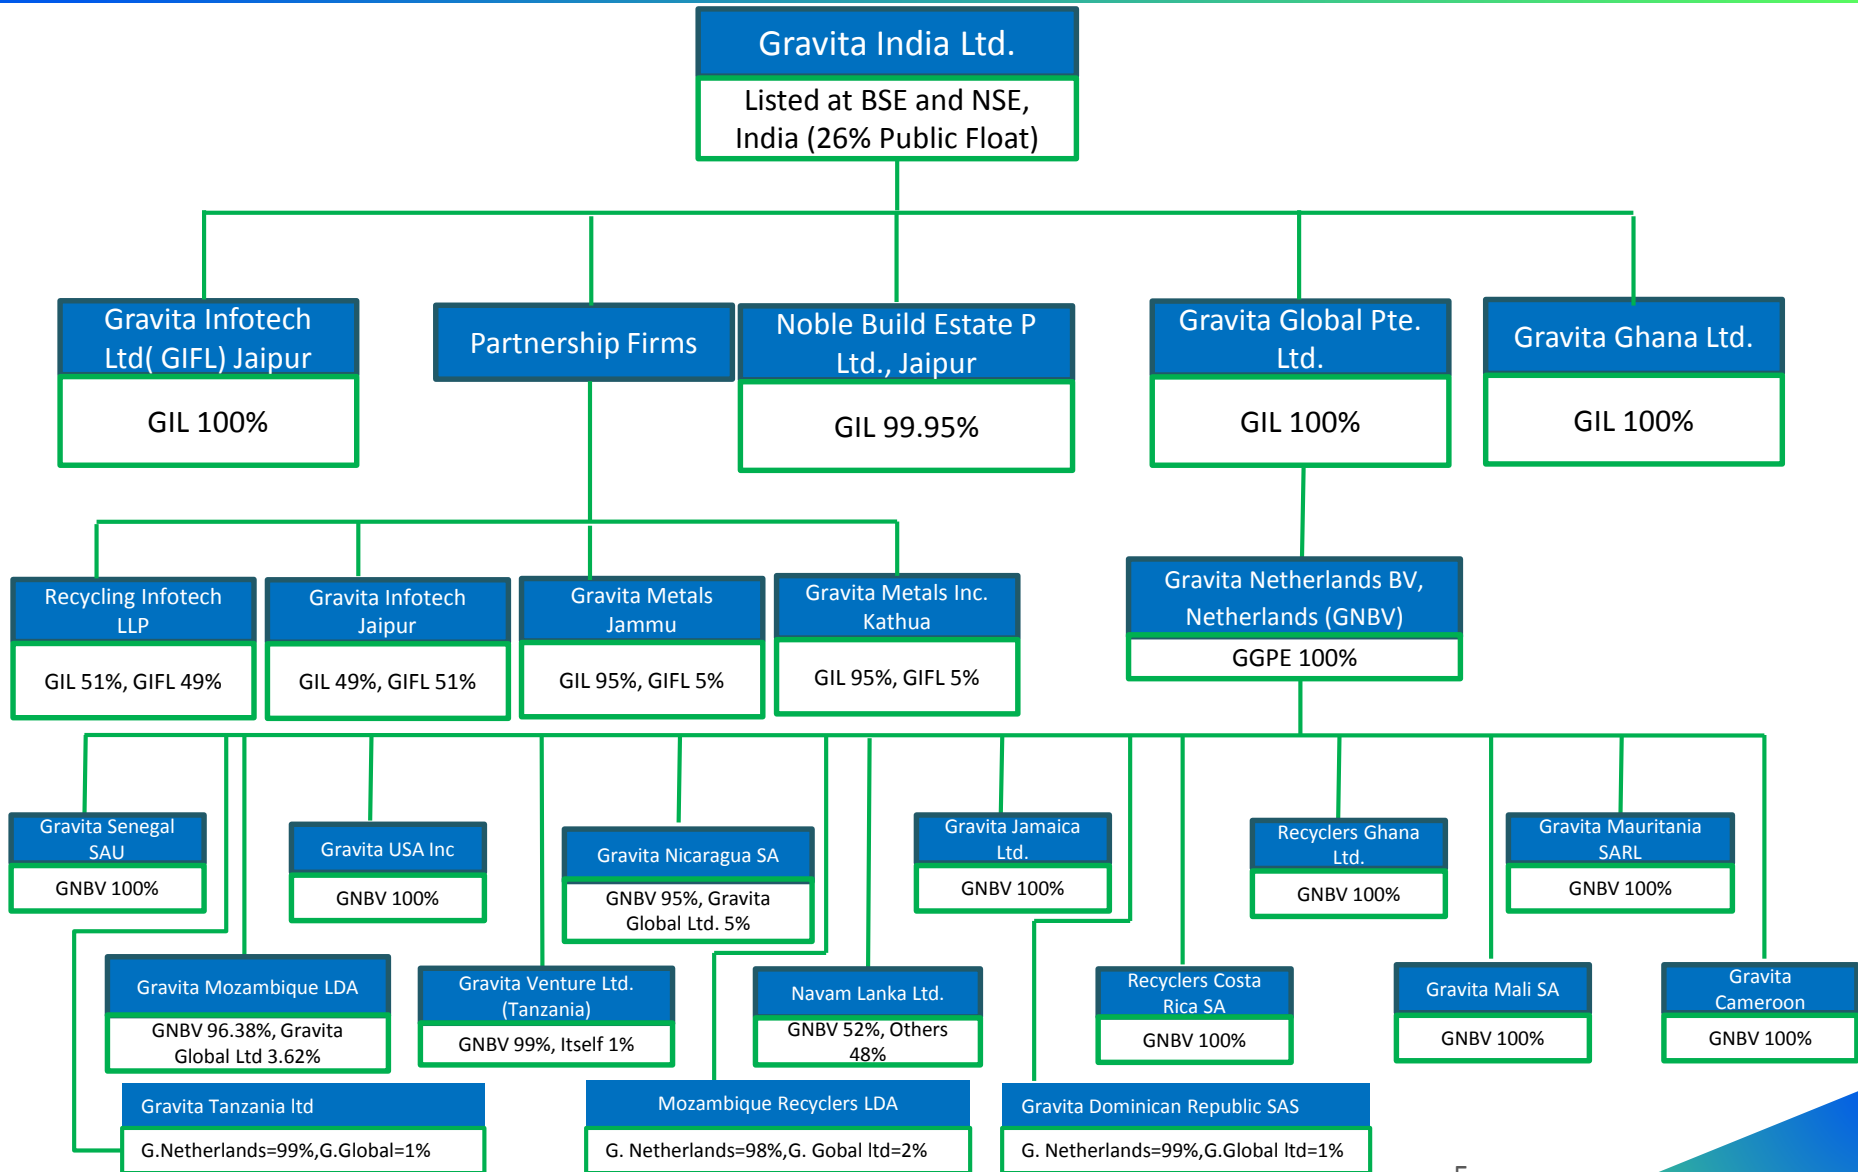 Gravita India Ltd.
Listed at BSE and NSE,
India (26% Public Float)
Gravita Infotech
Ltd( GIFL) Jaipur
GIL 100%
Partnership Firms
Noble Build Estate P
Ltd., Jaipur
GIL 99.95%
Gravita Global Pte.
Ltd.
GIL 100%
Gravita Ghana Ltd.
GIL 100%
Recycling Infotech
LLP
GIL 51%, GIFL 49%
Gravita Infotech
Jaipur
GIL 49%, GIFL 51%
Gravita Metals
Jammu
GIL 95%, GIFL 5%
Gravita Metals Inc.
Kathua
GIL 95%, GIFL 5%
Gravita Netherlands BV,
Netherlands (GNBV)
GGPE 100%
Gravita Senegal
SAU
GNBV 100%
Gravita USA Inc
GNBV 100%
Gravita Nicaragua SA
GNBV 95%, Gravita
Global Ltd. 5%
Gravita Jamaica
Ltd.
GNBV 100%
Recyclers Ghana
Ltd.
GNBV 100%
Gravita Mauritania
SARL
GNBV 100%
Gravita Mozambique LDA
GNBV 96.38%, Gravita
Global Ltd 3.62%
Gravita Venture Ltd.
(Tanzania)
GNBV 99%, Itself 1%
Navam Lanka Ltd.
GNBV 52%, Others
48%
Recyclers Costa
Rica SA
GNBV 100%
Gravita Mali SA
GNBV 100%
Gravita
Cameroon
GNBV 100%
Gravita Tanzania ltd
G.Netherlands=99%,G.Global=1%
Mozambique Recyclers LDA
G. Netherlands=98%,G. Gobal ltd=2%
Gravita Dominican Republic SAS
G. Netherlands=99%,G.Global ltd=1%